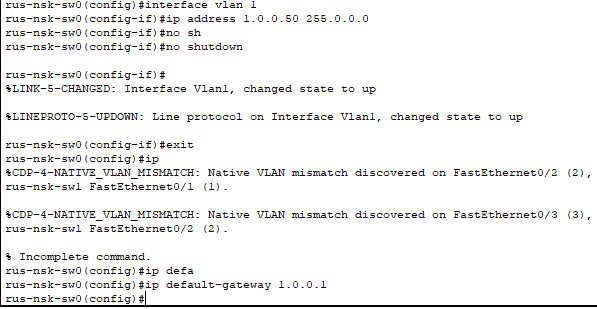 rus-nsk-sw0(config)#interface vlan 1
rus-nsk-sw0(config-if)#ip address 1.0.0.50 255.0.0.0
rus-nsk-sw0(config-if)#no sh
rus-nsk-sw0(config-if)#no shutdown
rus-nsk-sw0(config-if)#
%LINK-5-CHANGED: Interface Vlan1, changed state to up
%LINEPROTO-5-UPDOWN: Line protocol on Interface Vlan1, changed state to up
rus-nsk-sw0(config-if)#exit
rus-nsk-sw0(config)#ip
%CDP-4-NATIVE_VLAN_MISMATCH: Native VLAN mismatch discovered on FastEthernet0/2 (2),
rus-nsk-sw1 FastEthernet0/1 (1).
%CDP-4-NATIVE_VLAN_MISMATCH: Native VLAN mismatch discovered on FastEthernet0/3 (3),
rus-nsk-sw1 FastEthernet0/2 (2).
% Incomplete command.
rus-nsk-sw0(config)#ip defa
rus-nsk-sw0(config)#ip default-gateway 1.0.0.1
rus-nsk-sw0(config)#